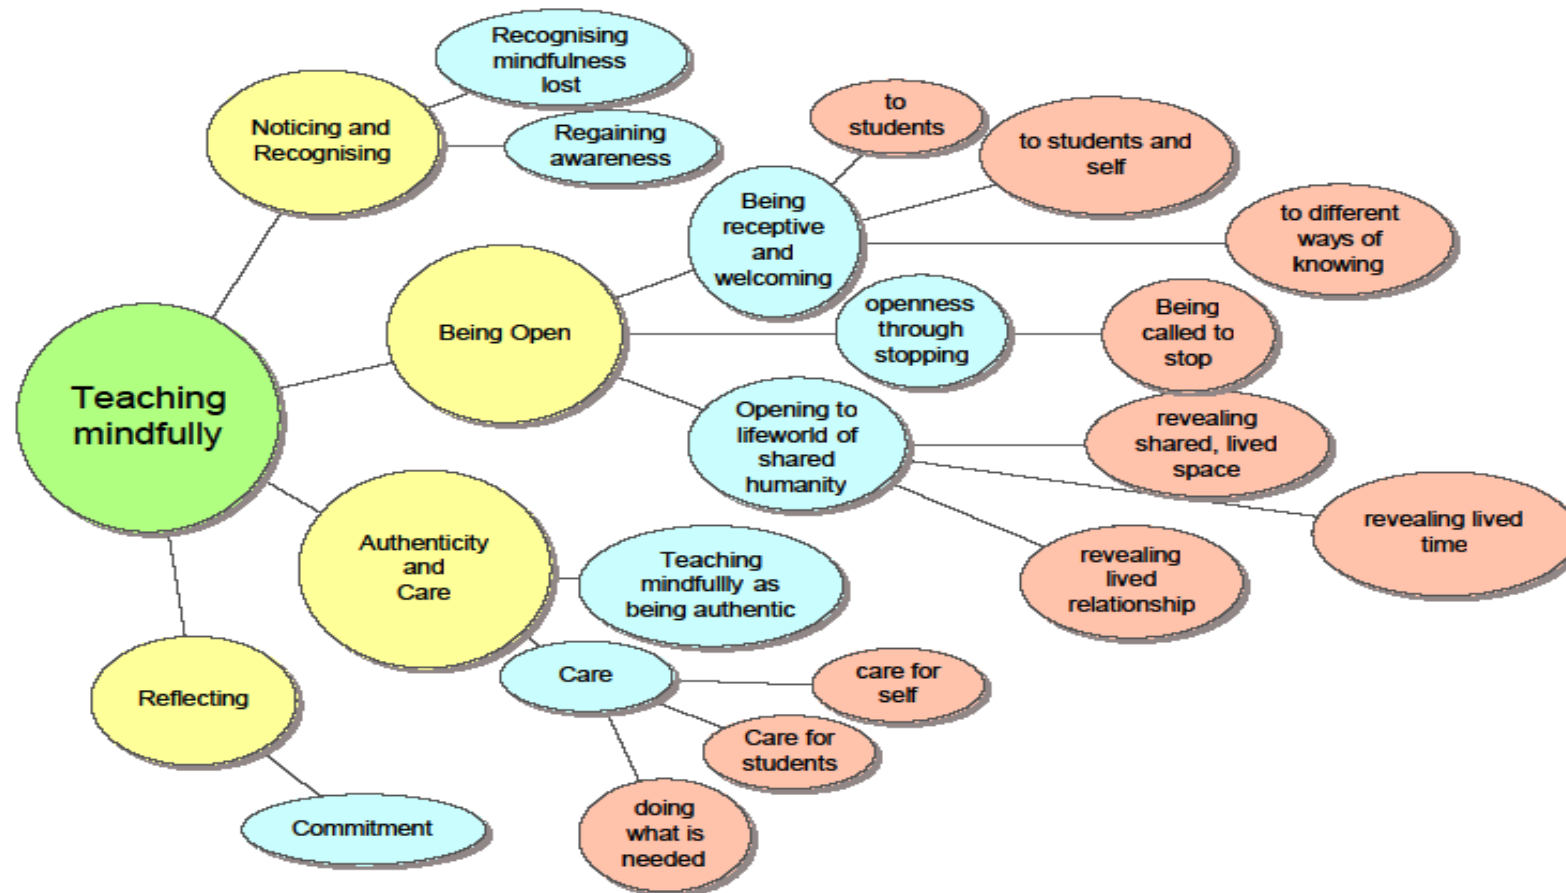 Teaching
mindfully
Noticing and
Recognising
Recognising
mindfulness
lost
Regaining
awareness
Being Open
Being
receptive
and
welcoming
to
students
to students and
self
to different
ways of
knowing
openness
through
stopping
Being
called to
stop
Opening to
lifeworld of
shared
humanity
revealing
shared, lived
space
revealing lived
time
revealing
lived
relationship
Authenticity
and
Care
Teaching
mindfullly as
being authentic
Care
care for
self
Care for
students
doing
what is
needed
Reflecting
Commitment